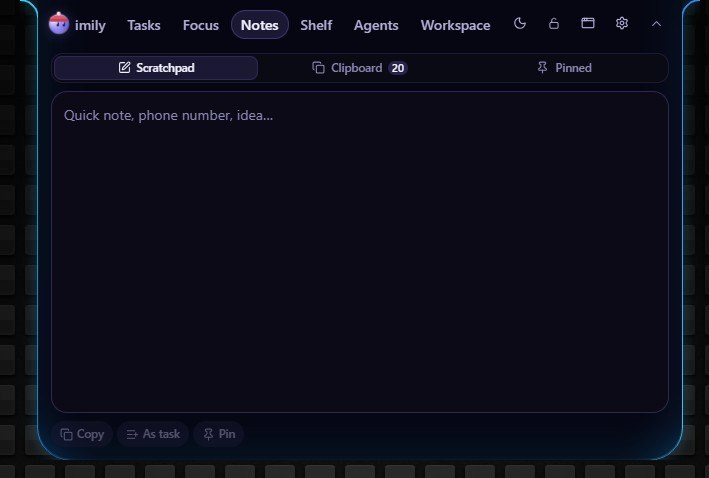 imily Tasks Focus Notes Shelf Agents Workspace
Scratchpad Clipboard 20 Pinned
Quick note, phone number, idea...
Copy As task Pin